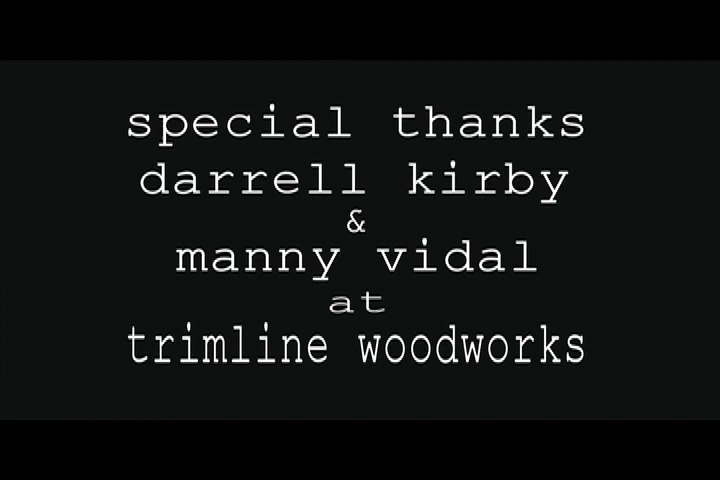 special thanks
darrell kirby
&
manny vidal
at
trimline woodworks